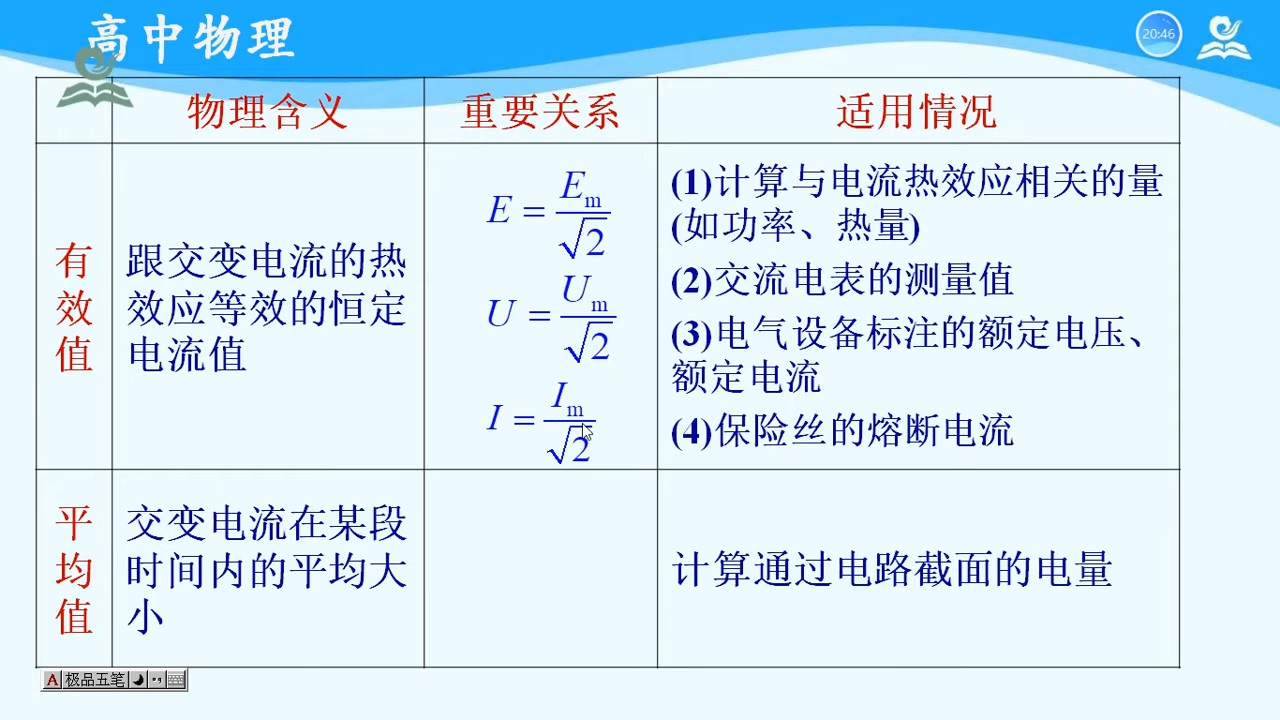 高中物理
20:46
物理含义
重要关系
适用情况
有
效
值
跟交变电流的热
效应等效的恒定
电流值
E = E_m/√2
U = U_m/√2
I = I_m/√2
(1)计算与电流热效应相关的量
(如功率、热量)
(2)交流电表的测量值
(3)电气设备标注的额定电压、
额定电流
(4)保险丝的熔断电流
平
均
值
交变电流在某段
时间内的平均大
小
计算通过电路截面的电量
A 极品五笔